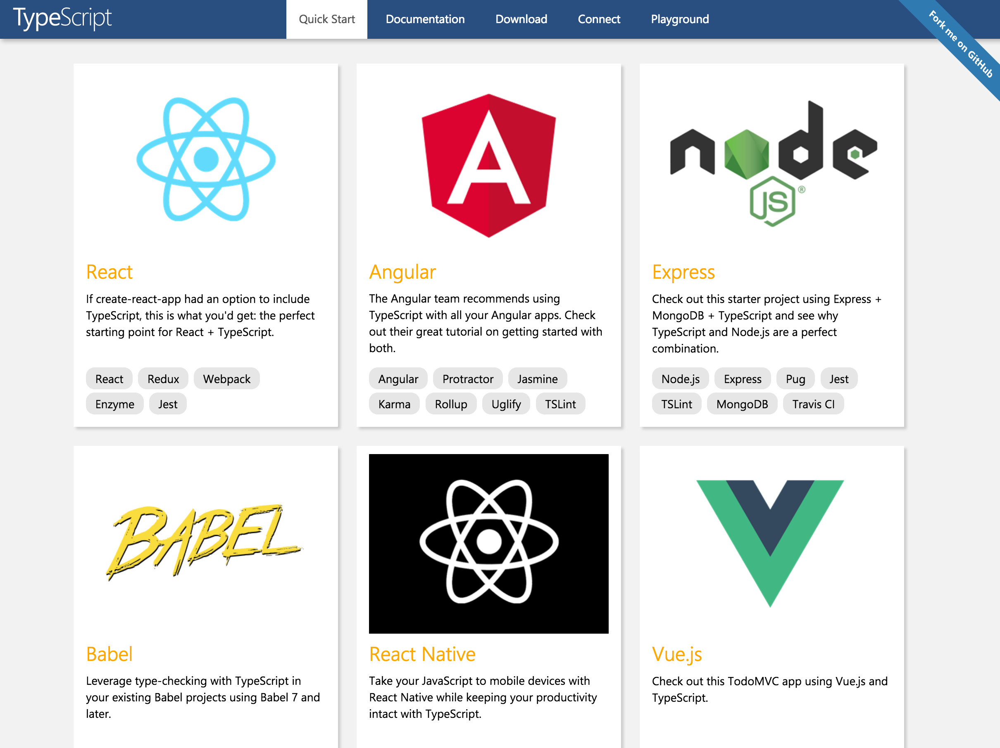 TypeScript
Quick Start
Documentation
Download
Connect
Playground
Fork me on GitHub
React
If create-react-app had an option to include
TypeScript, this is what you'd get: the perfect
starting point for React + TypeScript.
React
Redux
Webpack
Enzyme
Jest
A
Angular
The Angular team recommends using
TypeScript with all your Angular apps. Check
out their great tutorial on getting started with
both.
Angular
Protractor
Jasmine
Karma
Rollup
Uglify
TSLint
node
JS®
Express
Check out this starter project using Express +
MongoDB + TypeScript and see why
TypeScript and Node.js are a perfect
combination.
Node.js
Express
Pug
Jest
TSLint
MongoDB
Travis CI
BABEL
Babel
Leverage type-checking with TypeScript in
your existing Babel projects using Babel 7 and
later.
React Native
Take your JavaScript to mobile devices with
React Native while keeping your productivity
intact with TypeScript.
Vue.js
Check out this TodoMVC app using Vue.js and
TypeScript.